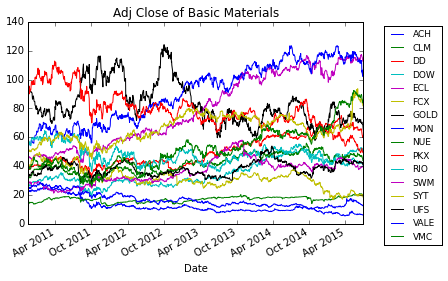 Adj Close of Basic Materials
140
120
100
80
60
40
20
0
Apr 2011
Oct 2011
Apr 2012
Oct 2012
Apr 2013
Oct 2013
Apr 2014
Oct 2014
Apr 2015
Date
ACH
CLM
DD
DOW
ECL
FCX
GOLD
MON
NUE
PKX
RIO
SWM
SYT
UFS
VALE
VMC